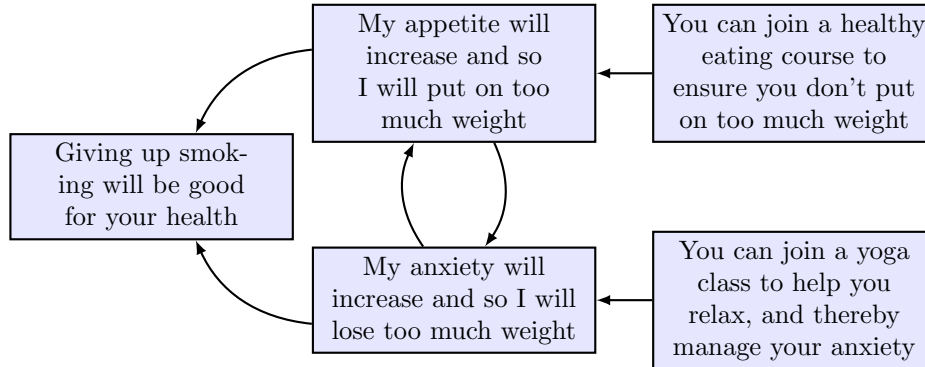 My appetite will
increase and so
I will put on too
much weight
You can join a healthy
eating course to
ensure you don't put
on too much weight
Giving up smok-
ing will be good
for your health
My anxiety will
increase and so I will
lose too much weight
You can join a yoga
class to help you
relax, and thereby
manage your anxiety